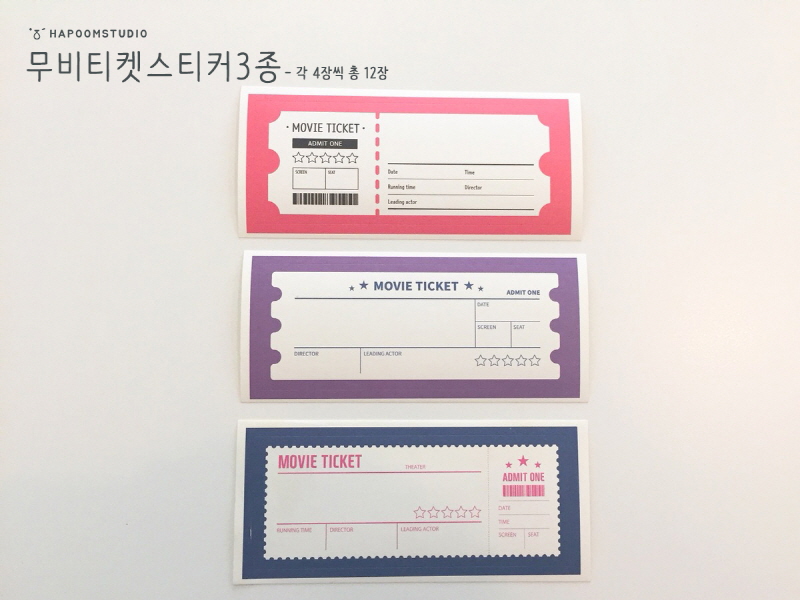 HAPOOMSTUDIO
무비티켓스티커3종 - 각 4장씩 총 12장
·MOVIE TICKET·
ADMIT ONE
SCREEN SEAT
Date Time
Running time Director
Leading actor
MOVIE TICKET
ADMIT ONE
DATE
SCREEN SEAT
DIRECTOR LEADING ACTOR
MOVIE TICKET
THEATER
RUNNING TIME DIRECTOR LEADING ACTOR
ADMIT ONE
DATE
TIME
SCREEN SEAT